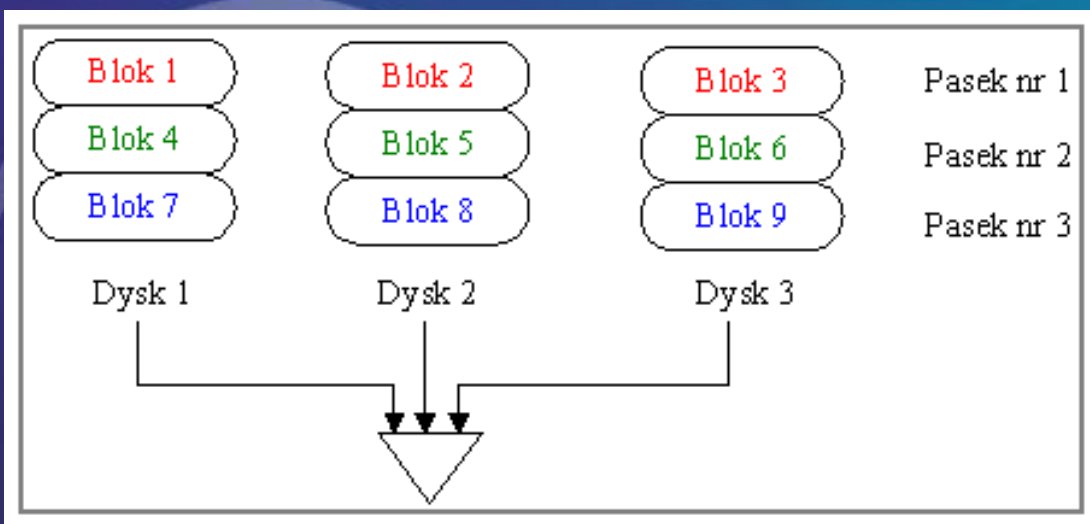 Blok 1 Blok 2 Blok 3 Pasek nr 1
Blok 4 Blok 5 Blok 6 Pasek nr 2
Blok 7 Blok 8 Blok 9 Pasek nr 3
Dysk 1 Dysk 2 Dysk 3